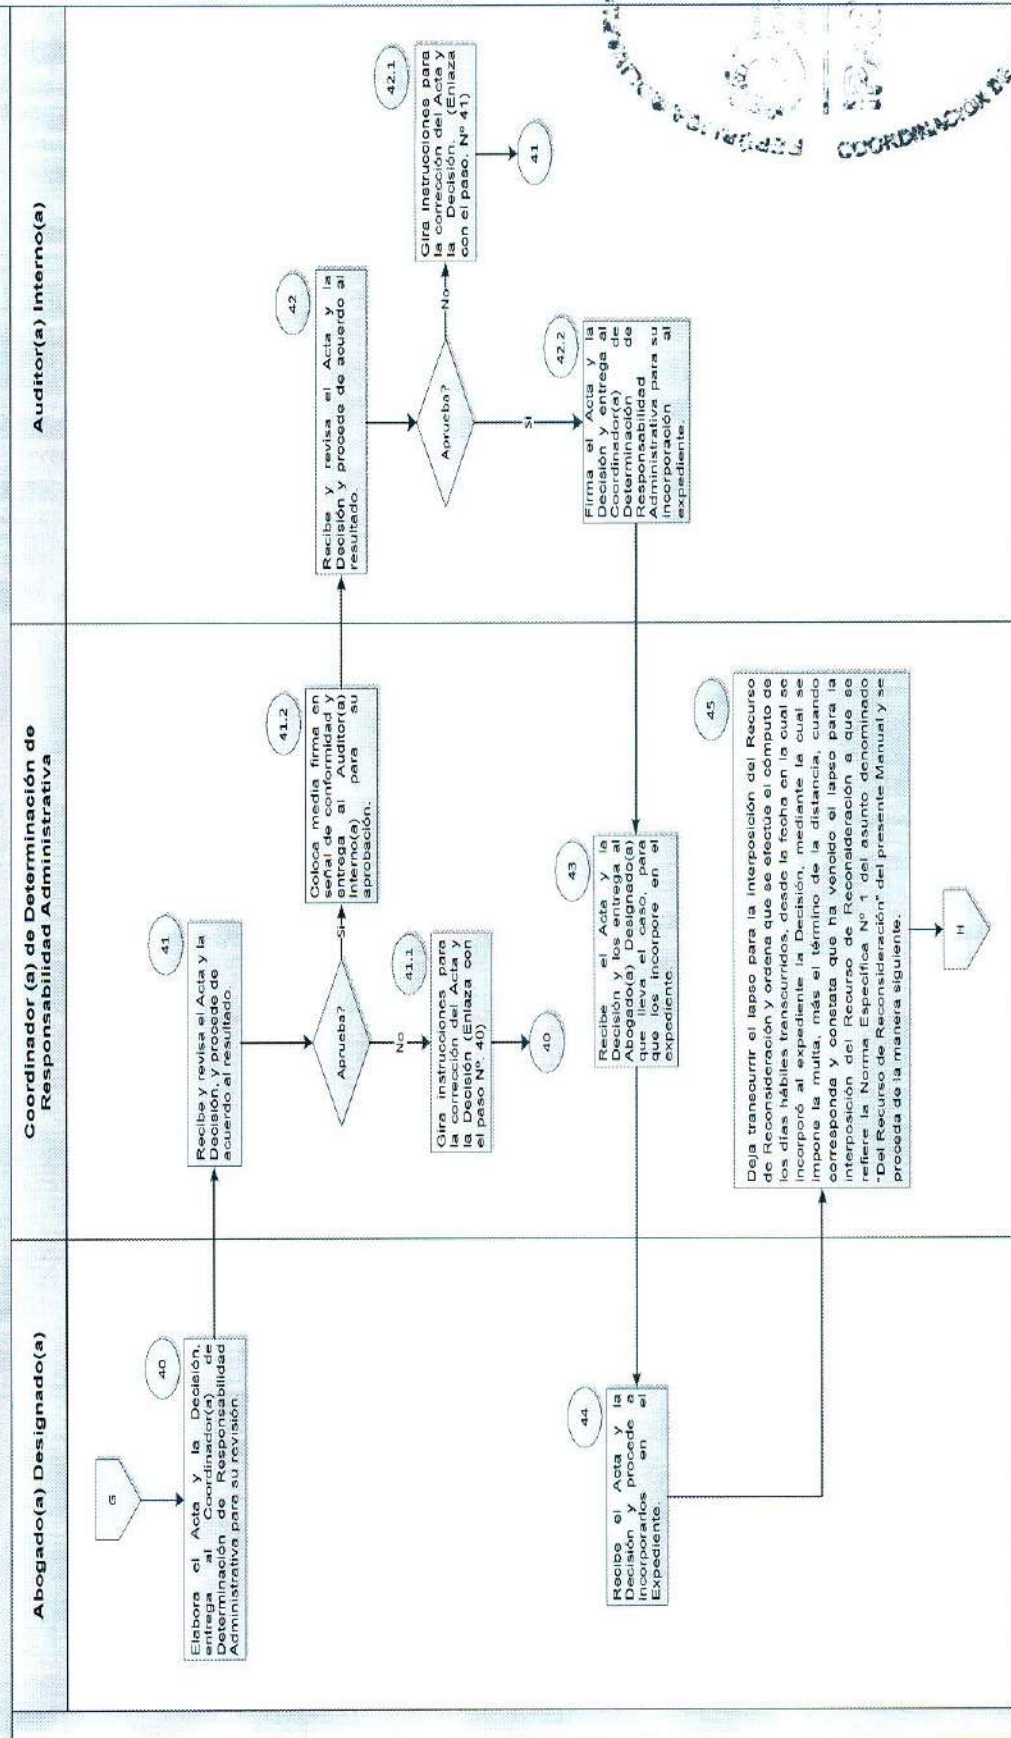 Abogado(a) Designado(a)
Coordinador (a) de Determinación de
Responsabilidad Administrativa
Auditor(a) Interno(a)
G
40
Elabora el Acta y la Decisión,
entrega al Coordinador(a) de
Determinación de Responsabilidad
Administrativa para su revisión.
41
Recibe y revisa el Acta y la
Decisión, y procede de
acuerdo al resultado.
Aprueba?
No
41.1
Gira instrucciones para
la corrección del Acta y
la Decisión (Enlaza con
el paso Nº. 40)
40
Si
41.2
Coloca media firma en
señal de conformidad y
entrega al Auditor(a)
Interno(a) para su
aprobación.
42
Recibe y revisa el Acta y la
Decisión y procede de acuerdo al
resultado.
Aprueba?
No
42.1
Gira Instrucciones para
la corrección del Acta y
la Decisión. (Enlaza
con el paso. Nº 41)
41
Si
42.2
Firma el Acta y la
Decisión y entrega al
Coordinador(a) de
Determinación de
Responsabilidad
Administrativa para su
incorporación al
expediente.
43
Recibe el Acta y la
Decisión y los entrega al
Abogado(a) Designado(a)
que lleva el caso, para
que los incorpore en el
expediente
44
Recibe el Acta y la
Decisión y procede a
incorporarlos en el
Expediente.
45
Deja transcurrir el lapso para la interposición del Recurso
de Reconsideración y ordena que se efectúe el cómputo de
los días hábiles transcurridos, desde la fecha en la cual se
incorporó al expediente la Decisión, mediante la cual se
impone la multa, más el término de la distancia, cuando
corresponda y constata que ha vencido el lapso para la
interposición del Recurso de Reconsideración a que se
refiere la Norma Específica Nº 1 del asunto denominado
"Del Recurso de Reconsideración" del presente Manual y se
proceda de la manera siguiente.
H
COORDINACION DE